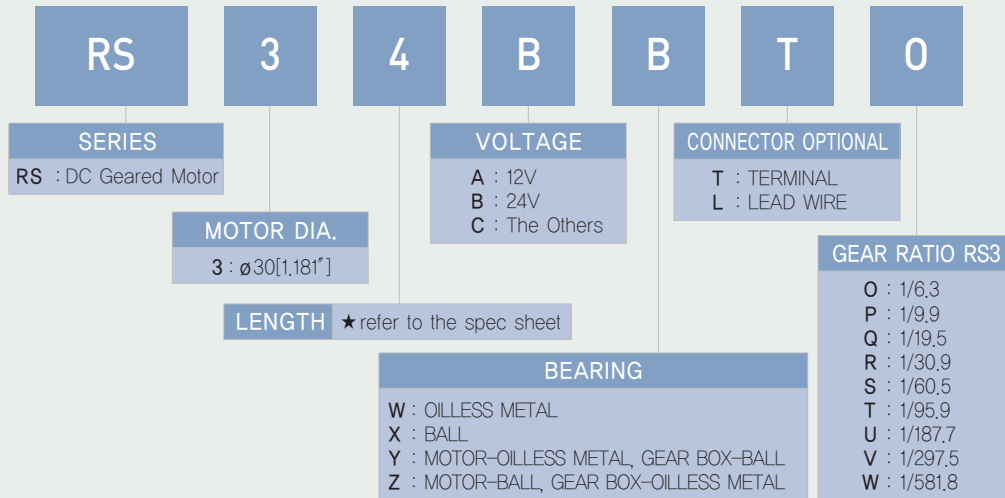 RS 3 4 B B T O
SERIES
RS : DC Geared Motor
MOTOR DIA.
3 : ø30[1.181″]
LENGTH ★refer to the spec sheet
VOLTAGE
A : 12V
B : 24V
C : The Others
BEARING
W : OILLESS METAL
X : BALL
Y : MOTOR-OILLESS METAL, GEAR BOX-BALL
Z : MOTOR-BALL, GEAR BOX-OILLESS METAL
CONNECTOR OPTIONAL
T : TERMINAL
L : LEAD WIRE
GEAR RATIO RS3
O : 1/6.3
P : 1/9.9
Q : 1/19.5
R : 1/30.9
S : 1/60.5
T : 1/95.9
U : 1/187.7
V : 1/297.5
W : 1/581.8